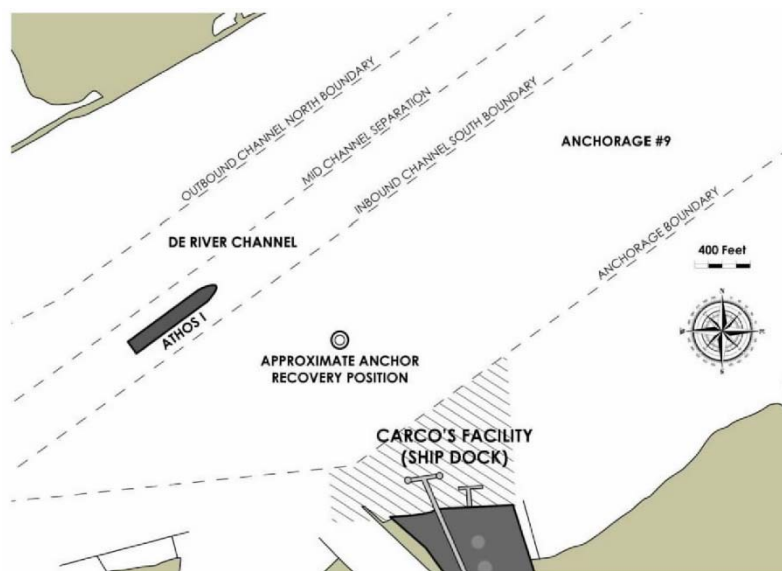 OUTBOUND CHANNEL NORTH BOUNDARY
MID CHANNEL SEPARATION
INBOUND CHANNEL SOUTH BOUNDARY
ANCHORAGE #9
ANCHORAGE BOUNDARY
DE RIVER CHANNEL
400 Feet
N
W
E
S
ATHOS I
APPROXIMATE ANCHOR
RECOVERY POSITION
CARCO'S FACILITY
(SHIP DOCK)